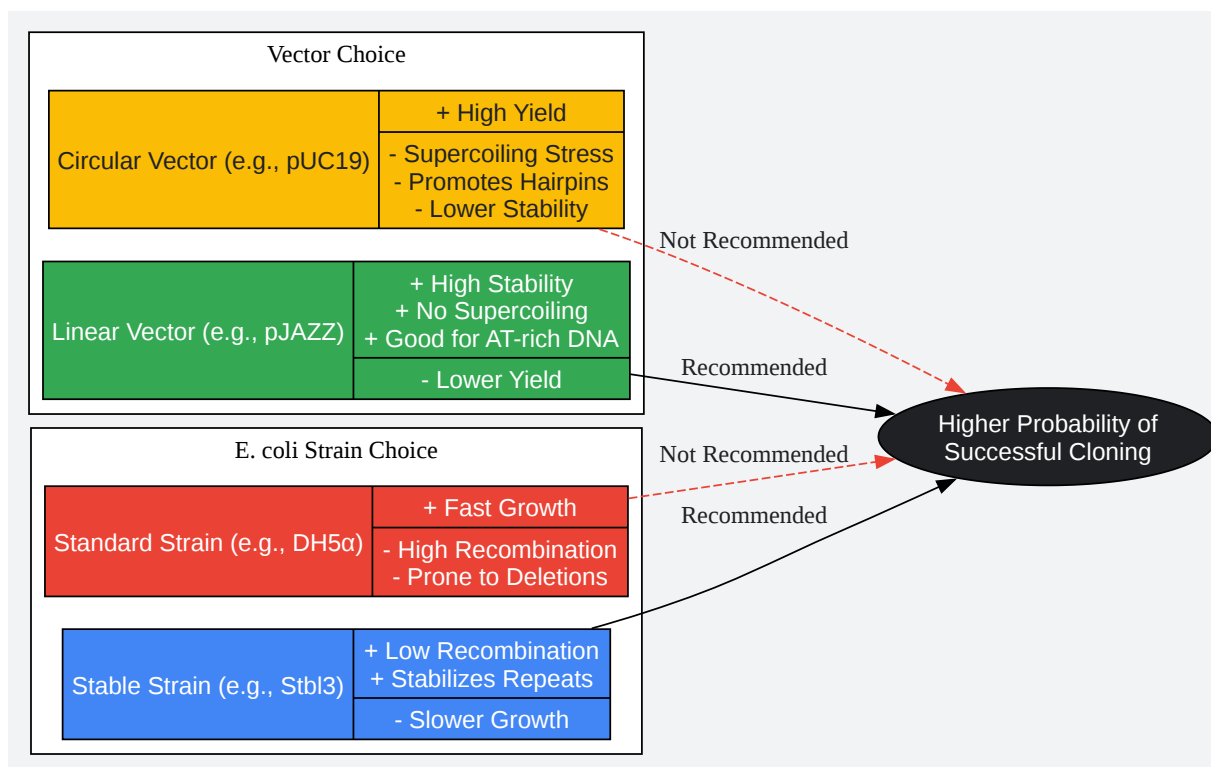 Vector Choice
Circular Vector (e.g., pUC19)
+ High Yield
- Supercoiling Stress
- Promotes Hairpins
- Lower Stability
Not Recommended
Linear Vector (e.g., pJAZZ)
+ High Stability
+ No Supercoiling
+ Good for AT-rich DNA
- Lower Yield
Recommended
E. coli Strain Choice
Standard Strain (e.g., DH5α)
+ Fast Growth
- High Recombination
- Prone to Deletions
Not Recommended
Stable Strain (e.g., Stbl3)
+ Low Recombination
+ Stabilizes Repeats
- Slower Growth
Recommended
Higher Probability of
Successful Cloning